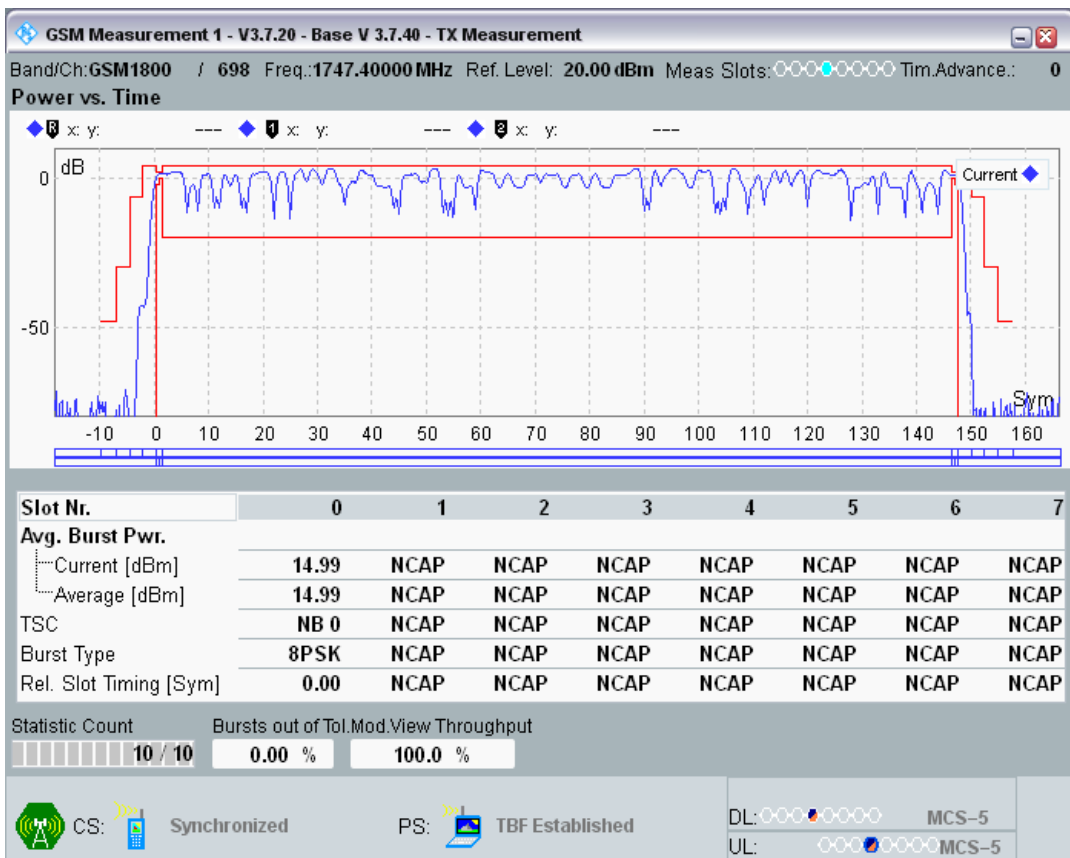 GSM Measurement 1 - V3.7.20 - Base V 3.7.40 - TX Measurement
Band/Ch:GSM1800 / 698 Freq.:1747.40000 MHz Ref. Level: 20.00 dBm Meas Slots: Tim.Advance.: 0
Power vs. Time
R x: y: --- 1 x: y: --- 2 x: y: ---
dB
Current
0
-50
Sym
-10 0 10 20 30 40 50 60 70 80 90 100 110 120 130 140 150 160
Slot Nr. 0 1 2 3 4 5 6 7
Avg. Burst Pwr.
Current [dBm] 14.99 NCAP NCAP NCAP NCAP NCAP NCAP NCAP
Average [dBm] 14.99 NCAP NCAP NCAP NCAP NCAP NCAP NCAP
TSC NB 0 NCAP NCAP NCAP NCAP NCAP NCAP NCAP
Burst Type 8PSK NCAP NCAP NCAP NCAP NCAP NCAP NCAP
Rel. Slot Timing [Sym] 0.00 NCAP NCAP NCAP NCAP NCAP NCAP NCAP
Statistic Count Bursts out of Tol.Mod.View Throughput
10 / 10 0.00 % 100.0 %
CS: Synchronized PS: TBF Established DL: MCS-5
UL: MCS-5